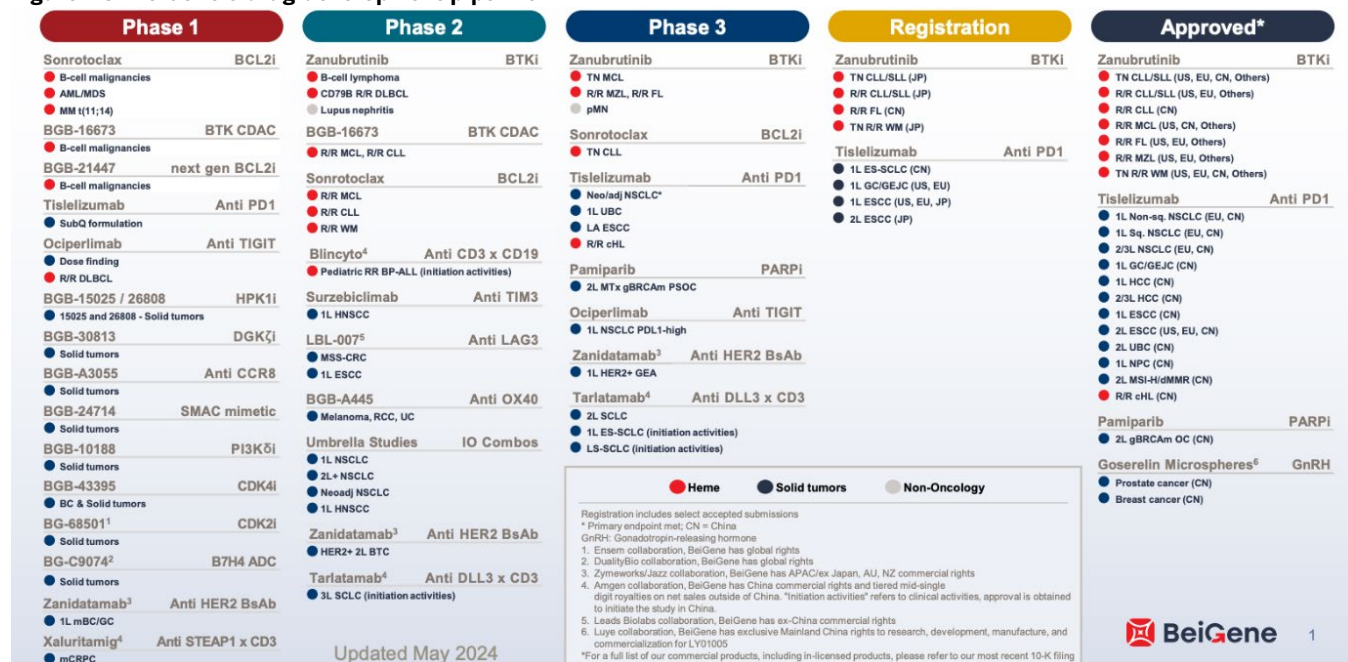 Phase 1
Sonrotoclax BCL2i
B-cell malignancies
AML/MDS
MM t(11;14)
BGB-16673 BTK CDAC
B-cell malignancies
BGB-21447 next gen BCL2i
B-cell malignancies
Tislelizumab Anti PD1
SubQ formulation
Ociperlimab Anti TIGIT
Dose finding
R/R DLBCL
BGB-15025 / 26808 HPK1i
15025 and 26808 - Solid tumors
BGB-30813 DGKζi
Solid tumors
BGB-A3055 Anti CCR8
Solid tumors
BGB-24714 SMAC mimetic
Solid tumors
BGB-10188 PI3Kδi
Solid tumors
BGB-43395 CDK4i
BC & Solid tumors
BG-68501¹ CDK2i
Solid tumors
BG-C9074² B7H4 ADC
Solid tumors
Zanidatamab³ Anti HER2 BsAb
1L mBC/GC
Xaluritamig⁴ Anti STEAP1 x CD3
mCRPC
Phase 2
Zanubrutinib BTKi
B-cell lymphoma
CD79B R/R DLBCL
Lupus nephritis
BGB-16673 BTK CDAC
R/R MCL, R/R CLL
Sonrotoclax BCL2i
R/R MCL
R/R CLL
R/R WM
Blincyto⁴ Anti CD3 x CD19
Pediatric RR BP-ALL (initiation activities)
Surzebiclimab Anti TIM3
1L HNSCC
LBL-007⁵ Anti LAG3
MSS-CRC
1L ESCC
BGB-A445 Anti OX40
Melanoma, RCC, UC
Umbrella Studies IO Combos
1L NSCLC
2L+ NSCLC
Neoadj NSCLC
1L HNSCC
Zanidatamab³ Anti HER2 BsAb
HER2+ 2L BTC
Tarlatamab⁴ Anti DLL3 x CD3
3L SCLC (initiation activities)
Updated May 2024
Phase 3
Zanubrutinib BTKi
TN MCL
R/R MZL, R/R FL
pMN
Sonrotoclax BCL2i
TN CLL
Tislelizumab Anti PD1
Neo/adj NSCLC*
1L UBC
LA ESCC
R/R cHL
Pamiparib PARPi
2L MTx gBRCAm PSOC
Ociperlimab Anti TIGIT
1L NSCLC PDL1-high
Zanidatamab³ Anti HER2 BsAb
1L HER2+ GEA
Tarlatamab⁴ Anti DLL3 x CD3
2L SCLC
1L ES-SCLC (initiation activities)
LS-SCLC (initiation activities)
Registration
Zanubrutinib BTKi
TN CLL/SLL (JP)
R/R CLL/SLL (JP)
R/R FL (CN)
TN R/R WM (JP)
Tislelizumab Anti PD1
1L ES-SCLC (CN)
1L GC/GEJC (US, EU)
1L ESCC (US, EU, JP)
2L ESCC (JP)
Approved*
Zanubrutinib BTKi
TN CLL/SLL (US, EU, CN, Others)
R/R CLL/SLL (US, EU, Others)
R/R CLL (CN)
R/R MCL (US, CN, Others)
R/R FL (US, EU, Others)
R/R MZL (US, EU, Others)
TN R/R WM (US, EU, CN, Others)
Tislelizumab Anti PD1
1L Non-sq. NSCLC (EU, CN)
1L Sq. NSCLC (EU, CN)
2/3L NSCLC (EU, CN)
1L GC/GEJC (CN)
1L HCC (CN)
2/3L HCC (CN)
1L ESCC (CN)
2L ESCC (US, EU, CN)
2L UBC (CN)
1L NPC (CN)
2L MSI-H/dMMR (CN)
R/R cHL (CN)
Pamiparib PARPi
2L gBRCAm OC (CN)
Goserelin Microspheres⁶ GnRH
Prostate cancer (CN)
Breast cancer (CN)
Heme Solid tumors Non-Oncology
Registration includes select accepted submissions
* Primary endpoint met; CN = China
GnRH: Gonadotropin-releasing hormone
1. Ensem collaboration, BeiGene has global rights
2. DualityBio collaboration, BeiGene has global rights
3. Zymeworks/Jazz collaboration, BeiGene has APAC/ex Japan, AU, NZ commercial rights
4. Amgen collaboration, BeiGene has China commercial rights and tiered mid-single
digit royalties on net sales outside of China. "Initiation activities" refers to clinical activities, approval is obtained
to initiate the study in China.
5. Leads Biolabs collaboration, BeiGene has ex-China commercial rights
6. Luye collaboration, BeiGene has exclusive Mainland China rights to research, development, manufacture, and
commercialization for LY01005
*For a full list of our commercial products, including in-licensed products, please refer to our most recent 10-K filing
BeiGene 1